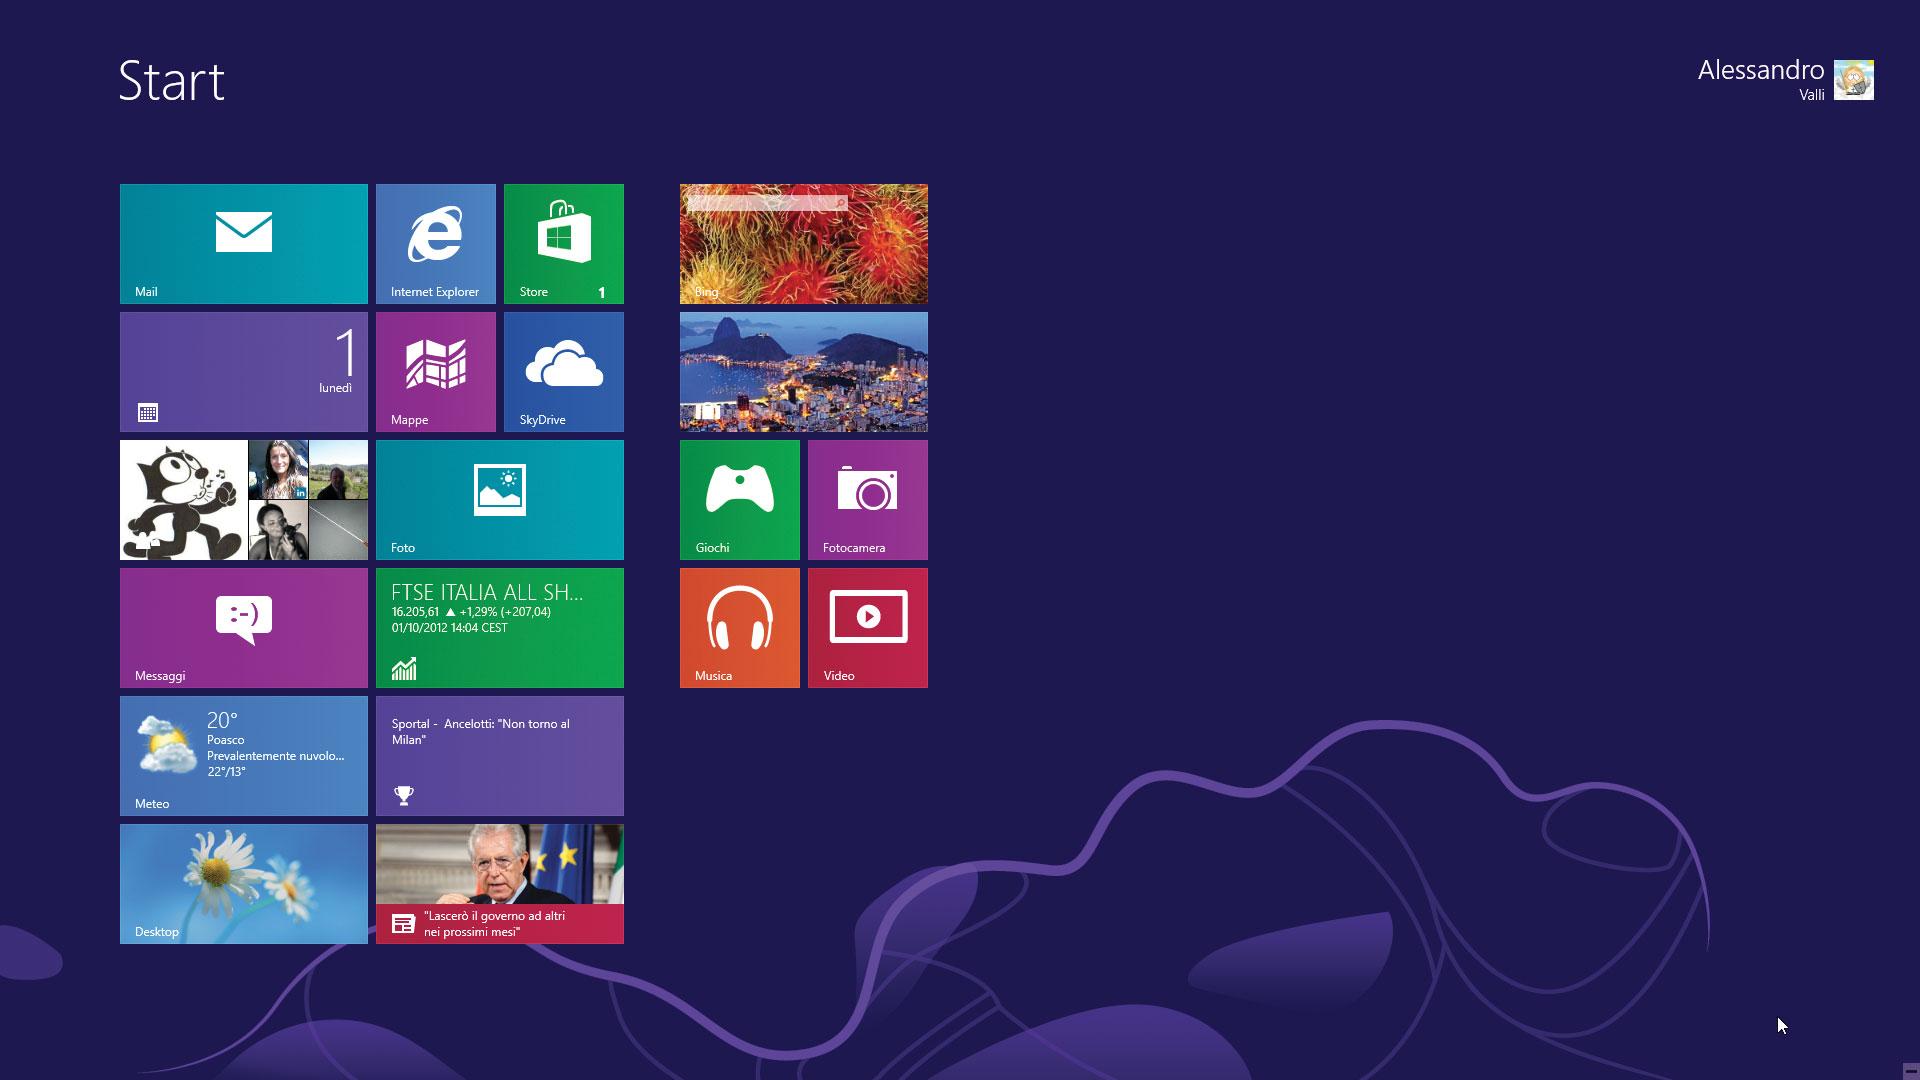 Start
Alessandro
Valli
Mail
Internet Explorer
Store
1
Bing
1
lunedì
Mappe
SkyDrive
in
Foto
Giochi
Fotocamera
:-)
Messaggi
FTSE ITALIA ALL SH...
16.205,61 ▲ +1,29% (+207,04)
01/10/2012 14:04 CEST
Musica
Video
20°
Poasco
Prevalentemente nuvolo...
22°/13°
Meteo
Sportal - Ancelotti: "Non torno al
Milan"
Desktop
"Lascerò il governo ad altri
nei prossimi mesi"